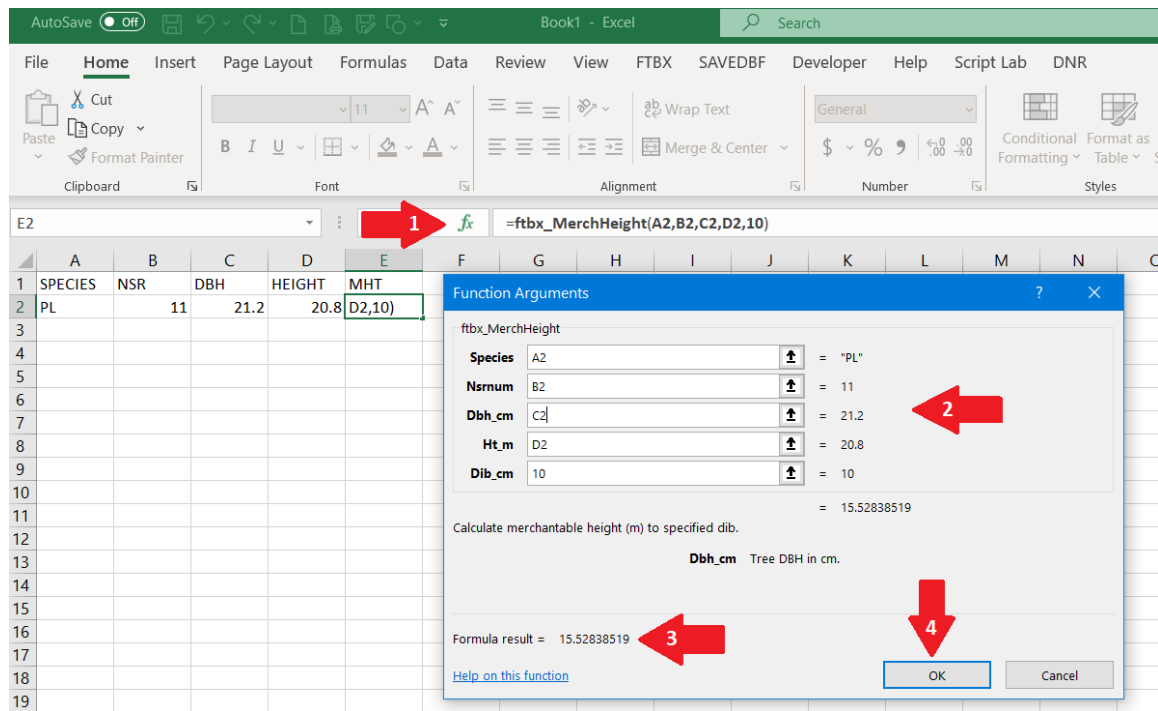 AutoSave Off Book1 - Excel Search
File Home Insert Page Layout Formulas Data Review View FTBX SAVEDBF Developer Help Script Lab DNR
Paste Cut Copy Format Painter
11 A A
B I U A
ab Wrap Text
Merge & Center
General
$ % 9 .00 .00
Conditional Formatting
Format as Table
Clipboard Font Alignment Number Styles
E2 1 fx =ftbx_MerchHeight(A2,B2,C2,D2,10)
A B C D E F G H I J K L M N
1 SPECIES NSR DBH HEIGHT MHT
2 PL 11 21.2 20.8 D2,10)
3
4
5
6
7
8
9
10
11
12
13
14
15
16
17
18
19
Function Arguments ?
ftbx_MerchHeight
Species A2 = "PL"
Nsrnum B2 = 11
Dbh_cm C2 = 21.2 2
Ht_m D2 = 20.8
Dib_cm 10 = 10
= 15.52838519
Calculate merchantable height (m) to specified dib.
Dbh_cm Tree DBH in cm.
Formula result = 15.52838519 3
4
Help on this function OK Cancel